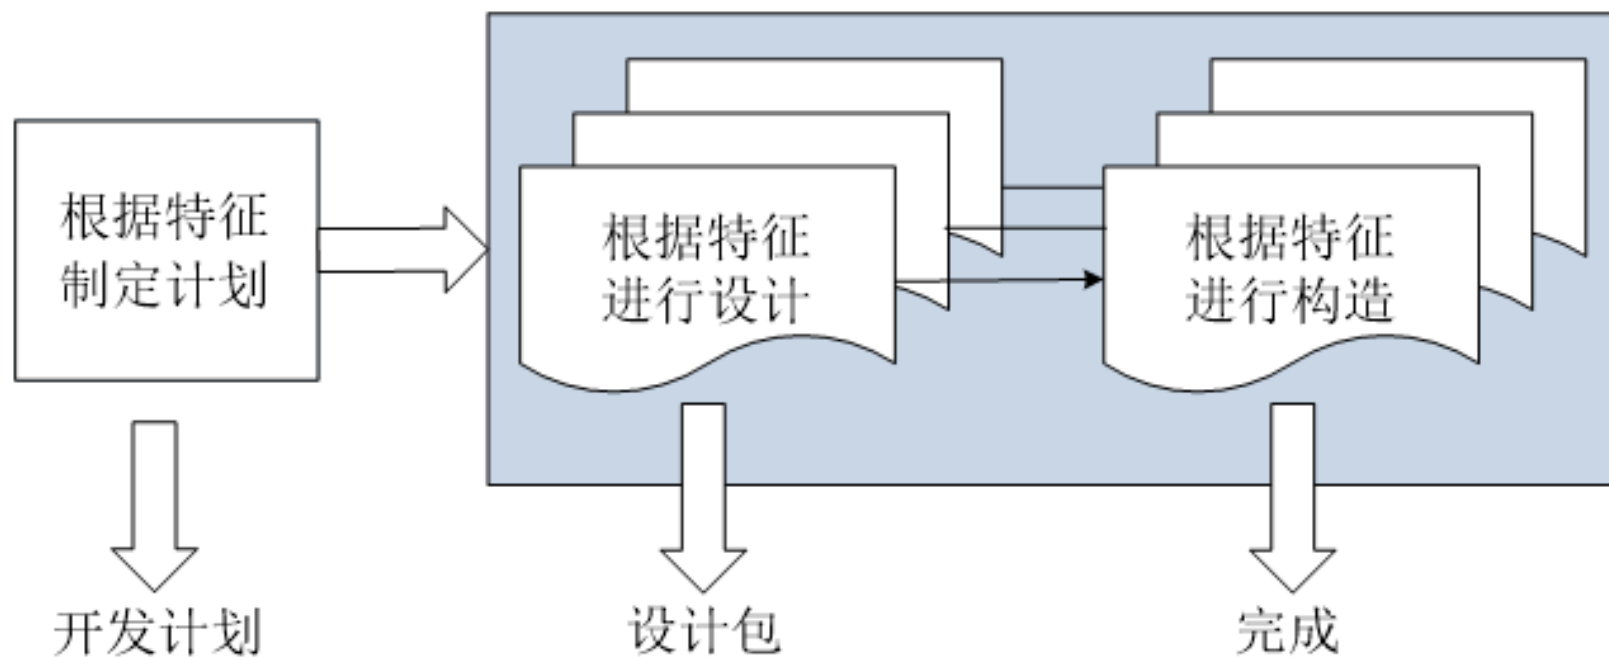 根据特征
制定计划
根据特征
进行设计
根据特征
进行构造
开发计划
设计包
完成